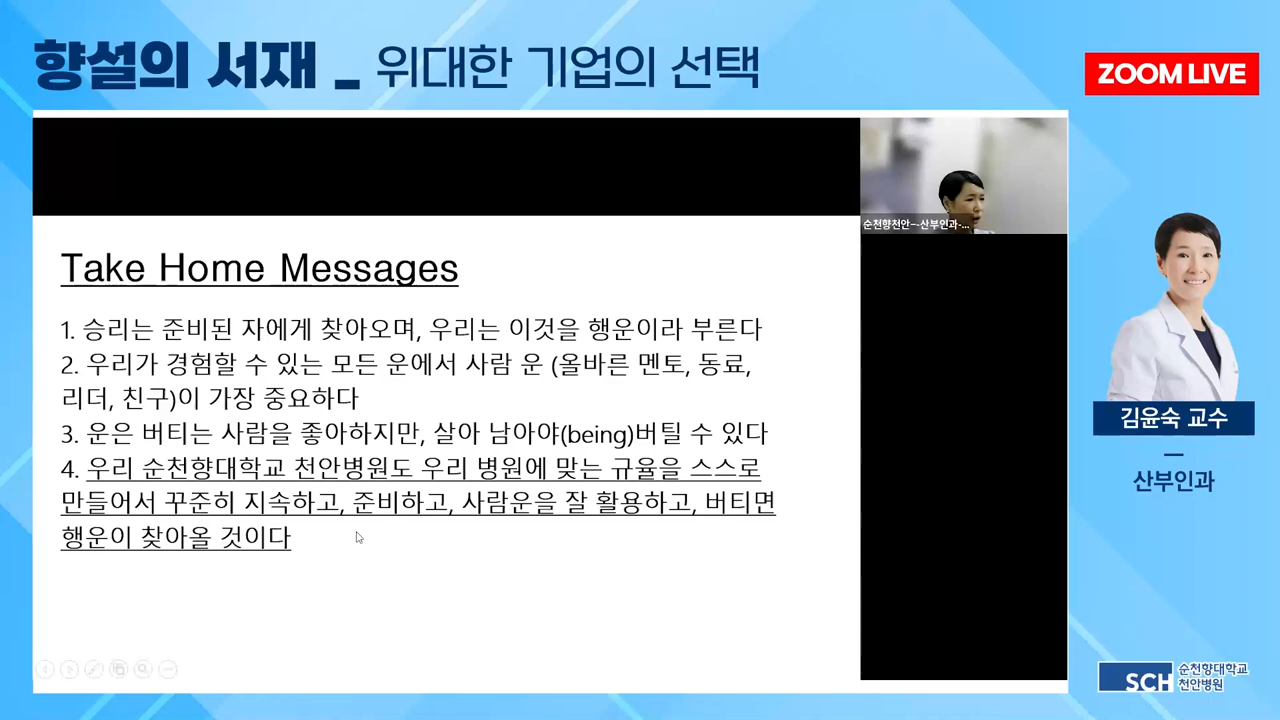 향설의 서재 _ 위대한 기업의 선택
ZOOM LIVE
순천향천안--산부인과-...
Take Home Messages
1. 승리는 준비된 자에게 찾아오며, 우리는 이것을 행운이라 부른다
2. 우리가 경험할 수 있는 모든 운에서 사람 운 (올바른 멘토, 동료,
리더, 친구)이 가장 중요하다
3. 운은 버티는 사람을 좋아하지만, 살아 남아야(being)버틸 수 있다
4. 우리 순천향대학교 천안병원도 우리 병원에 맞는 규율을 스스로
만들어서 꾸준히 지속하고, 준비하고, 사람운을 잘 활용하고, 버티면
행운이 찾아올 것이다
김윤숙 교수
산부인과
SCH 순천향대학교
천안병원